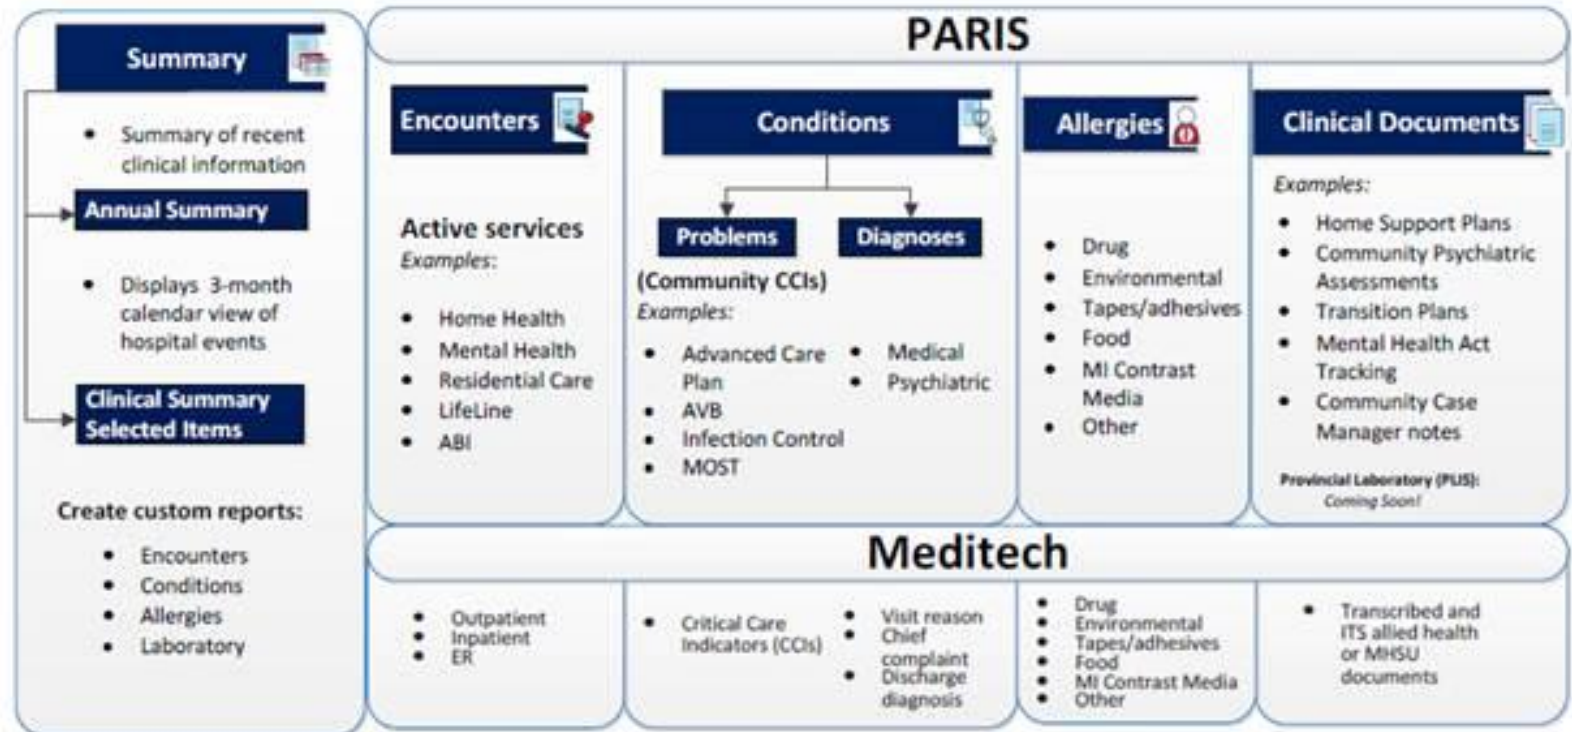 Summary
• Summary of recent
clinical information
Annual Summary
• Displays 3-month
calendar view of
hospital events
Clinical Summary
Selected Items
Create custom reports:
• Encounters
• Conditions
• Allergies
• Laboratory
PARIS
Encounters
Active services
Examples:
• Home Health
• Mental Health
• Residential Care
• LifeLine
• ABI
Conditions
Problems
(Community CCIs)
Examples:
• Advanced Care
Plan
• AVB
• Infection Control
• MOST
Diagnoses
• Medical
• Psychiatric
Allergies
• Drug
• Environmental
• Tapes/adhesives
• Food
• MI Contrast
Media
• Other
Clinical Documents
Examples:
• Home Support Plans
• Community Psychiatric
Assessments
• Transition Plans
• Mental Health Act
Tracking
• Community Case
Manager notes
Provincial Laboratory (PLIS):
Coming Soon!
Meditech
• Outpatient
• Inpatient
• ER
• Critical Care
Indicators (CCIs)
• Visit reason
• Chief
complaint
• Discharge
diagnosis
• Drug
• Environmental
• Tapes/adhesives
• Food
• MI Contrast Media
• Other
• Transcribed and
ITS allied health
or MHSU
documents